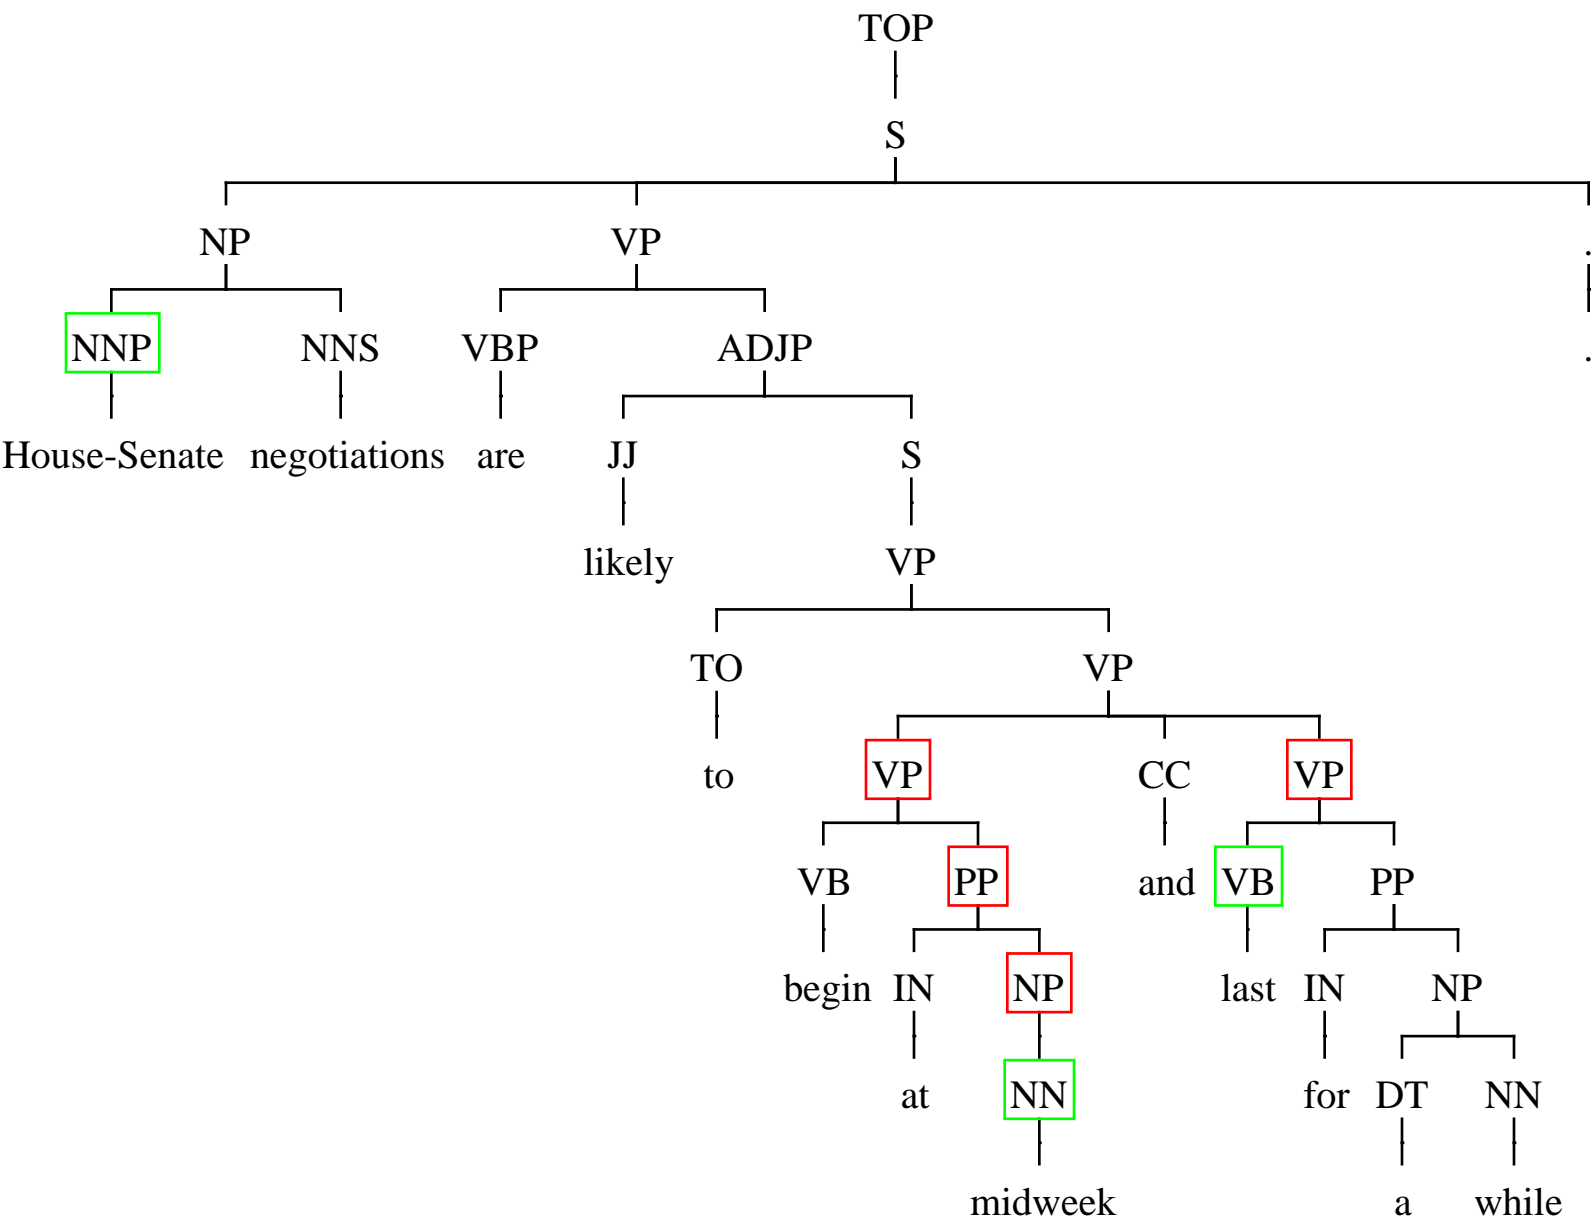 TOP
S
NP VP .
NNP NNS VBP ADJP .
House-Senate negotiations are JJ S
likely VP
TO VP
to VP CC VP
VB PP and VB PP
begin IN NP last IN NP
at NN for DT NN
midweek a while